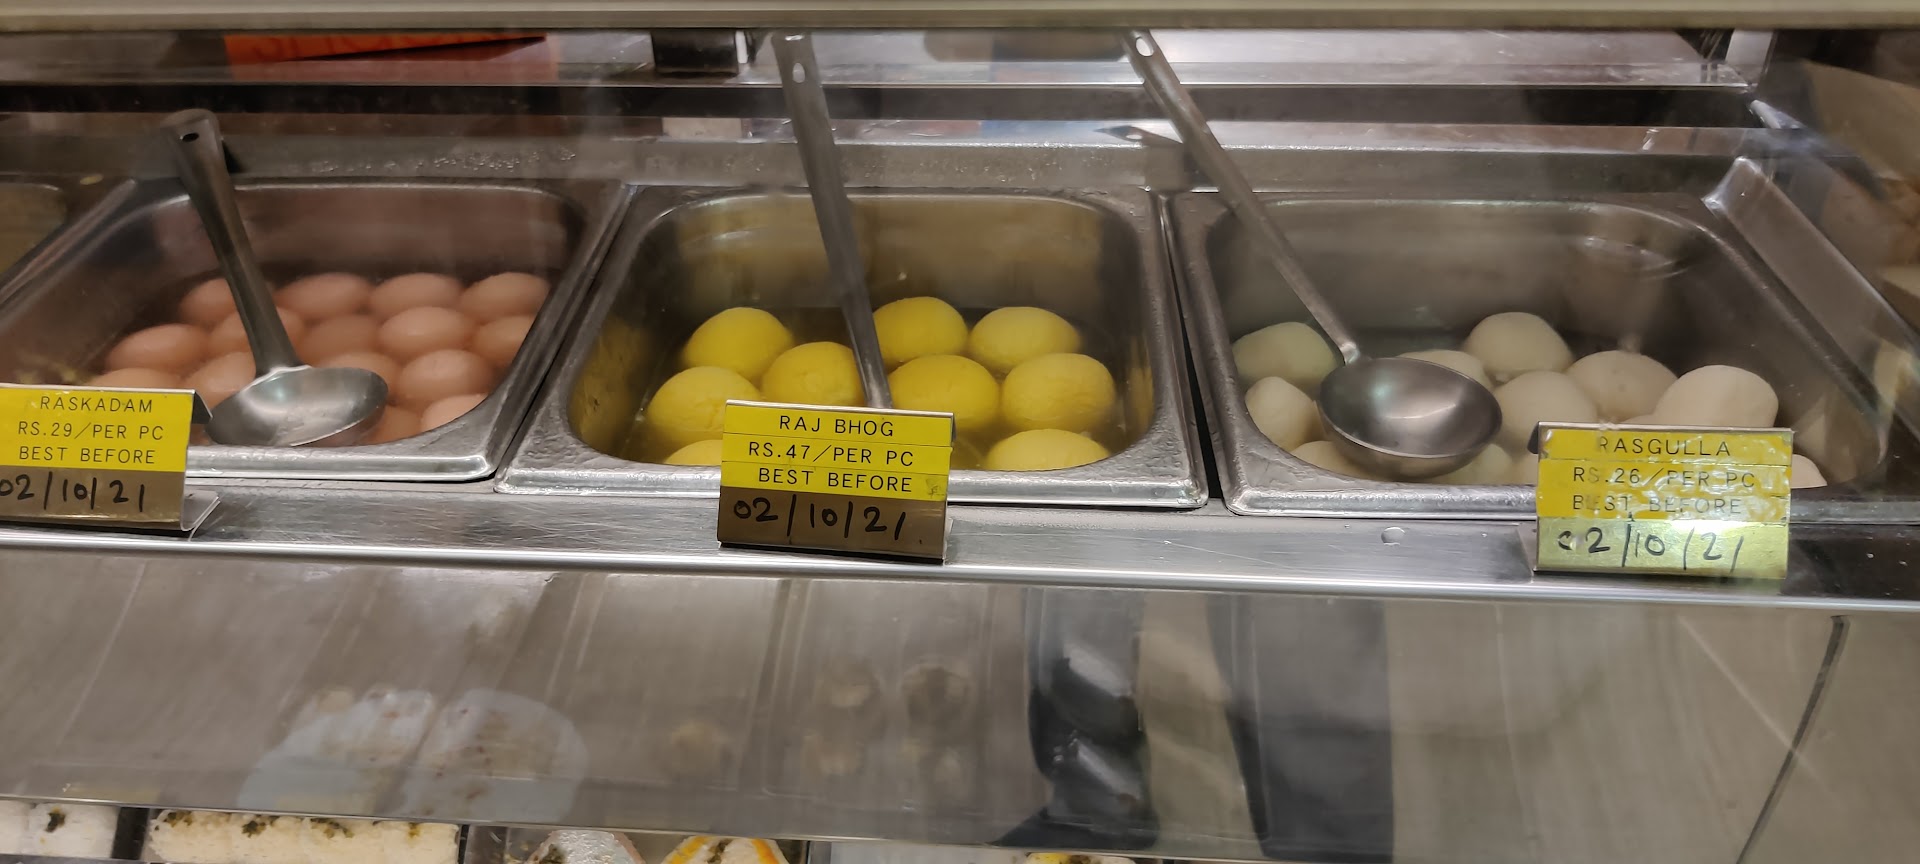 RASKADAM
RS.29/PER PC
BEST BEFORE
02/10/21
RAJ BHOG
RS.47/PER PC
BEST BEFORE
02/10/21
RASGULLA
RS.26/PER PC
BEST BEFORE
02/10/21